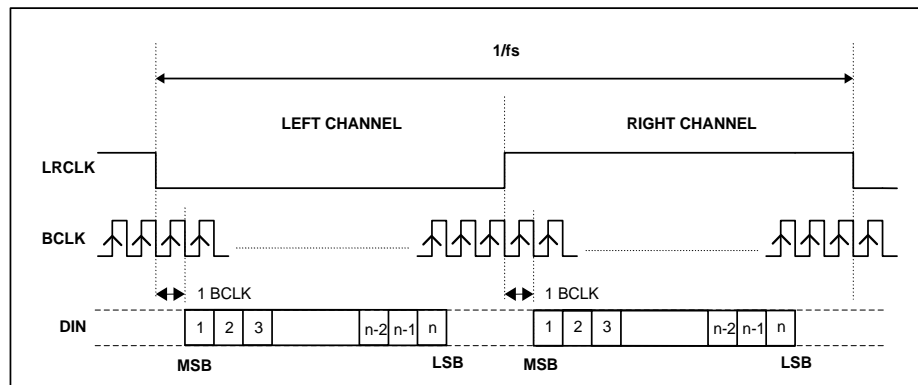 1/fs
LEFT CHANNEL RIGHT CHANNEL
LRCLK
BCLK
1 BCLK 1 BCLK
DIN 1 2 3 n-2 n-1 n 1 2 3 n-2 n-1 n
MSB LSB MSB LSB